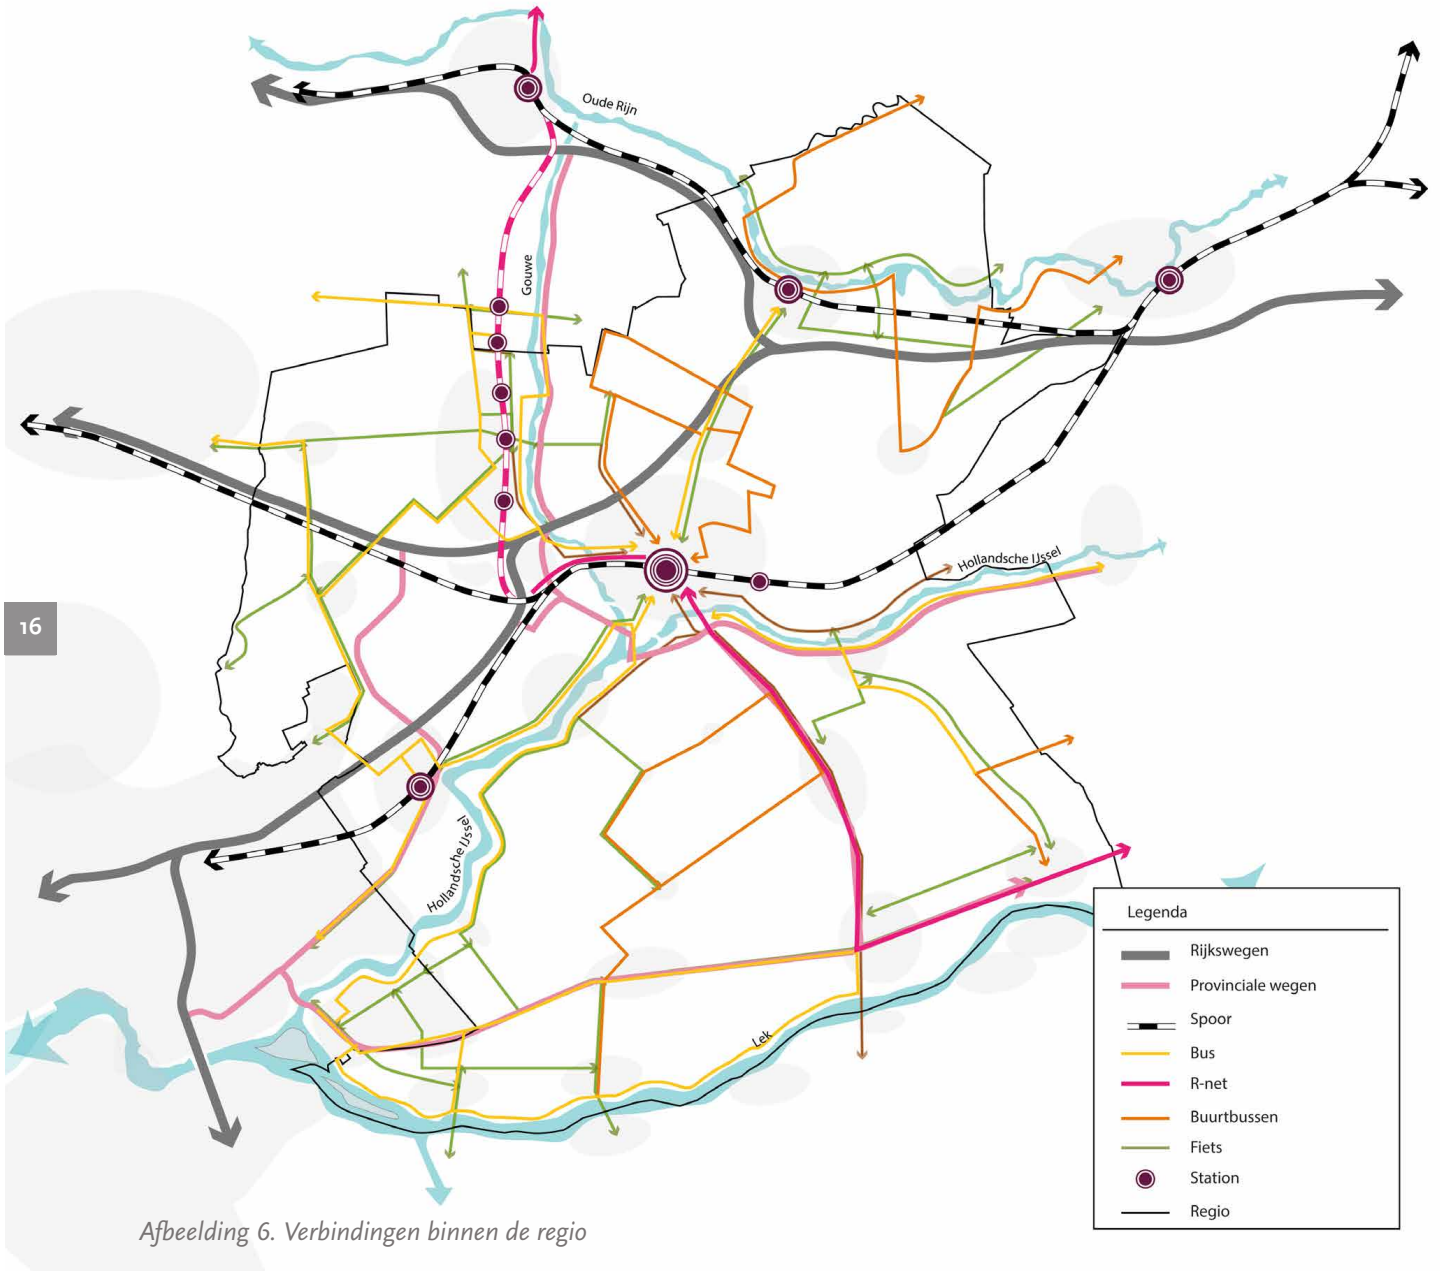 Oude Rijn
Gouwe
Hollandsche IJssel
16
Hollandsche IJssel
Lek
Legenda
Rijkswegen
Provinciale wegen
Spoor
Bus
R-net
Buurtbussen
Fiets
Station
Regio
Afbeelding 6. Verbindingen binnen de regio